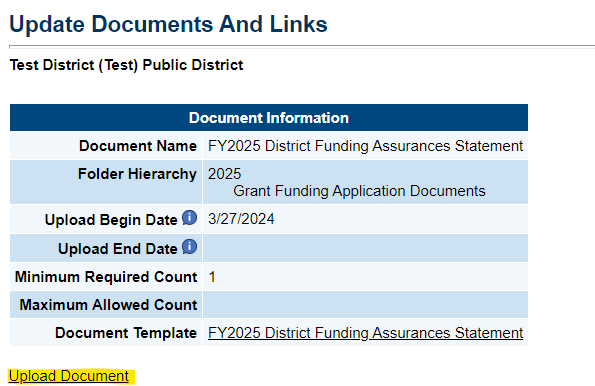 Update Documents And Links
Test District (Test) Public District
Document Information
Document Name FY2025 District Funding Assurances Statement
Folder Hierarchy 2025
Grant Funding Application Documents
Upload Begin Date i 3/27/2024
Upload End Date i
Minimum Required Count 1
Maximum Allowed Count
Document Template FY2025 District Funding Assurances Statement
Upload Document